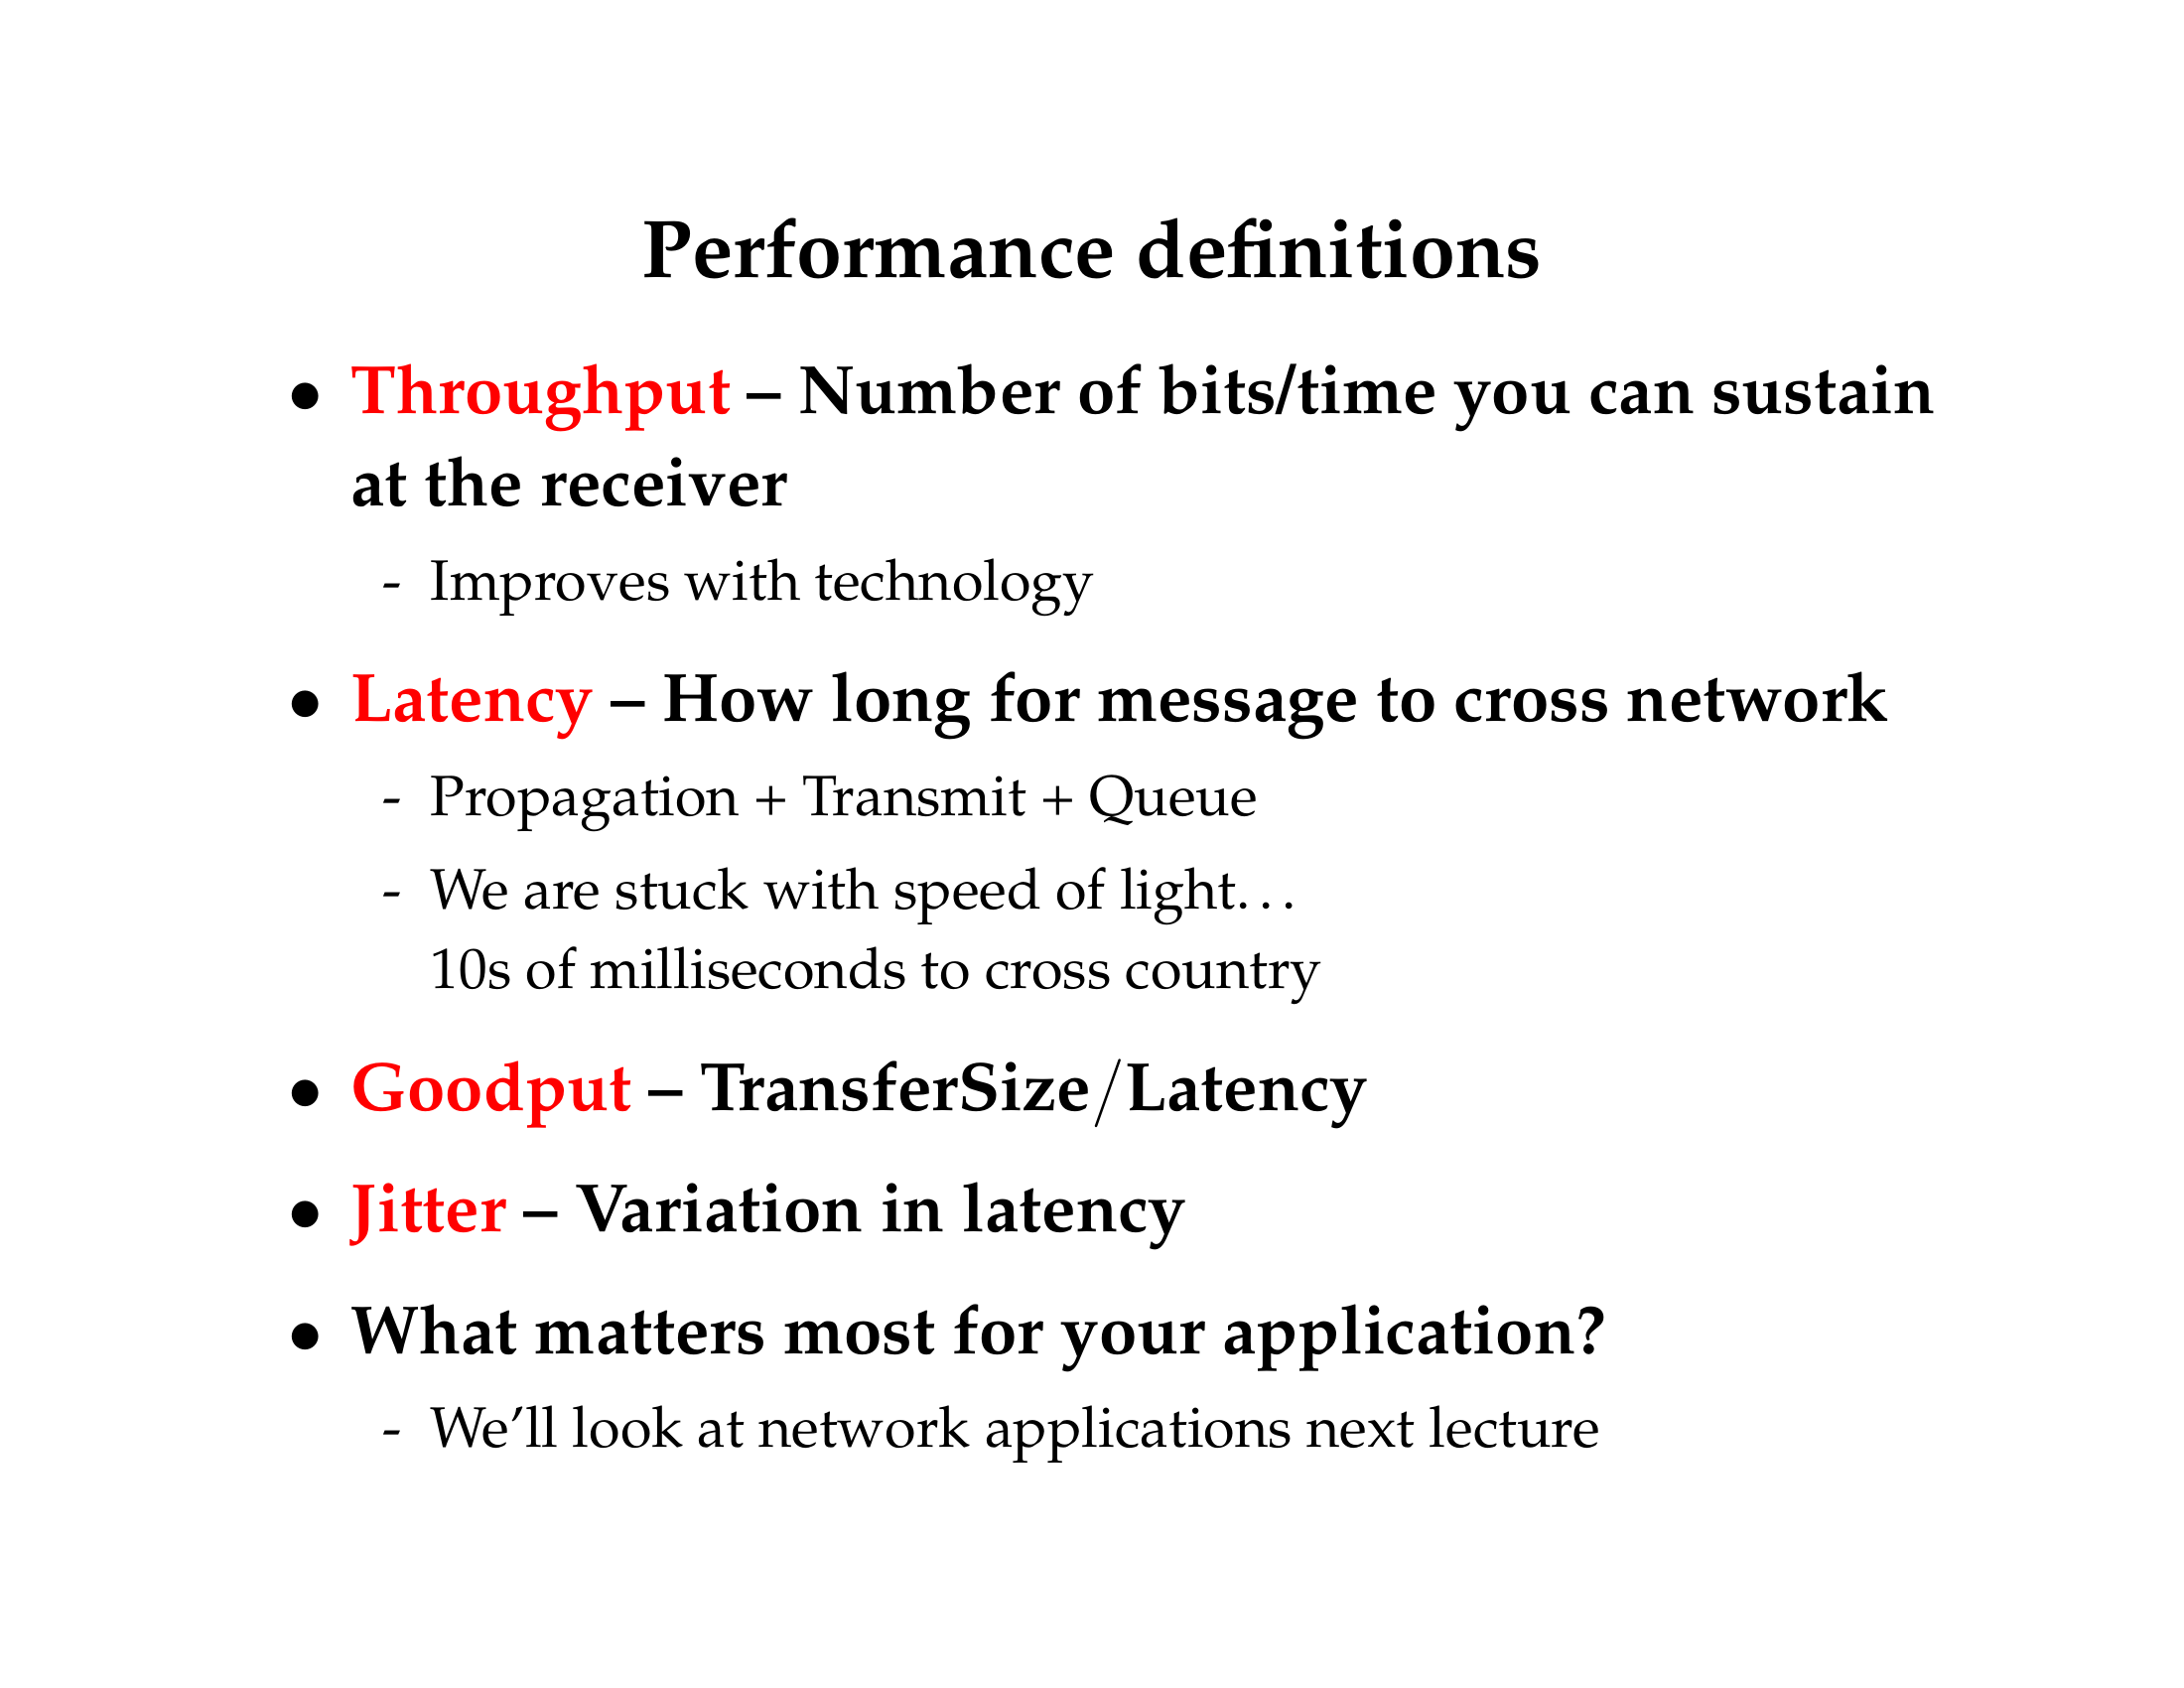 Performance definitions
• Throughput – Number of bits/time you can sustain
at the receiver
- Improves with technology
• Latency – How long for message to cross network
- Propagation + Transmit + Queue
- We are stuck with speed of light...
10s of milliseconds to cross country
• Goodput – TransferSize/Latency
• Jitter – Variation in latency
• What matters most for your application?
- We'll look at network applications next lecture